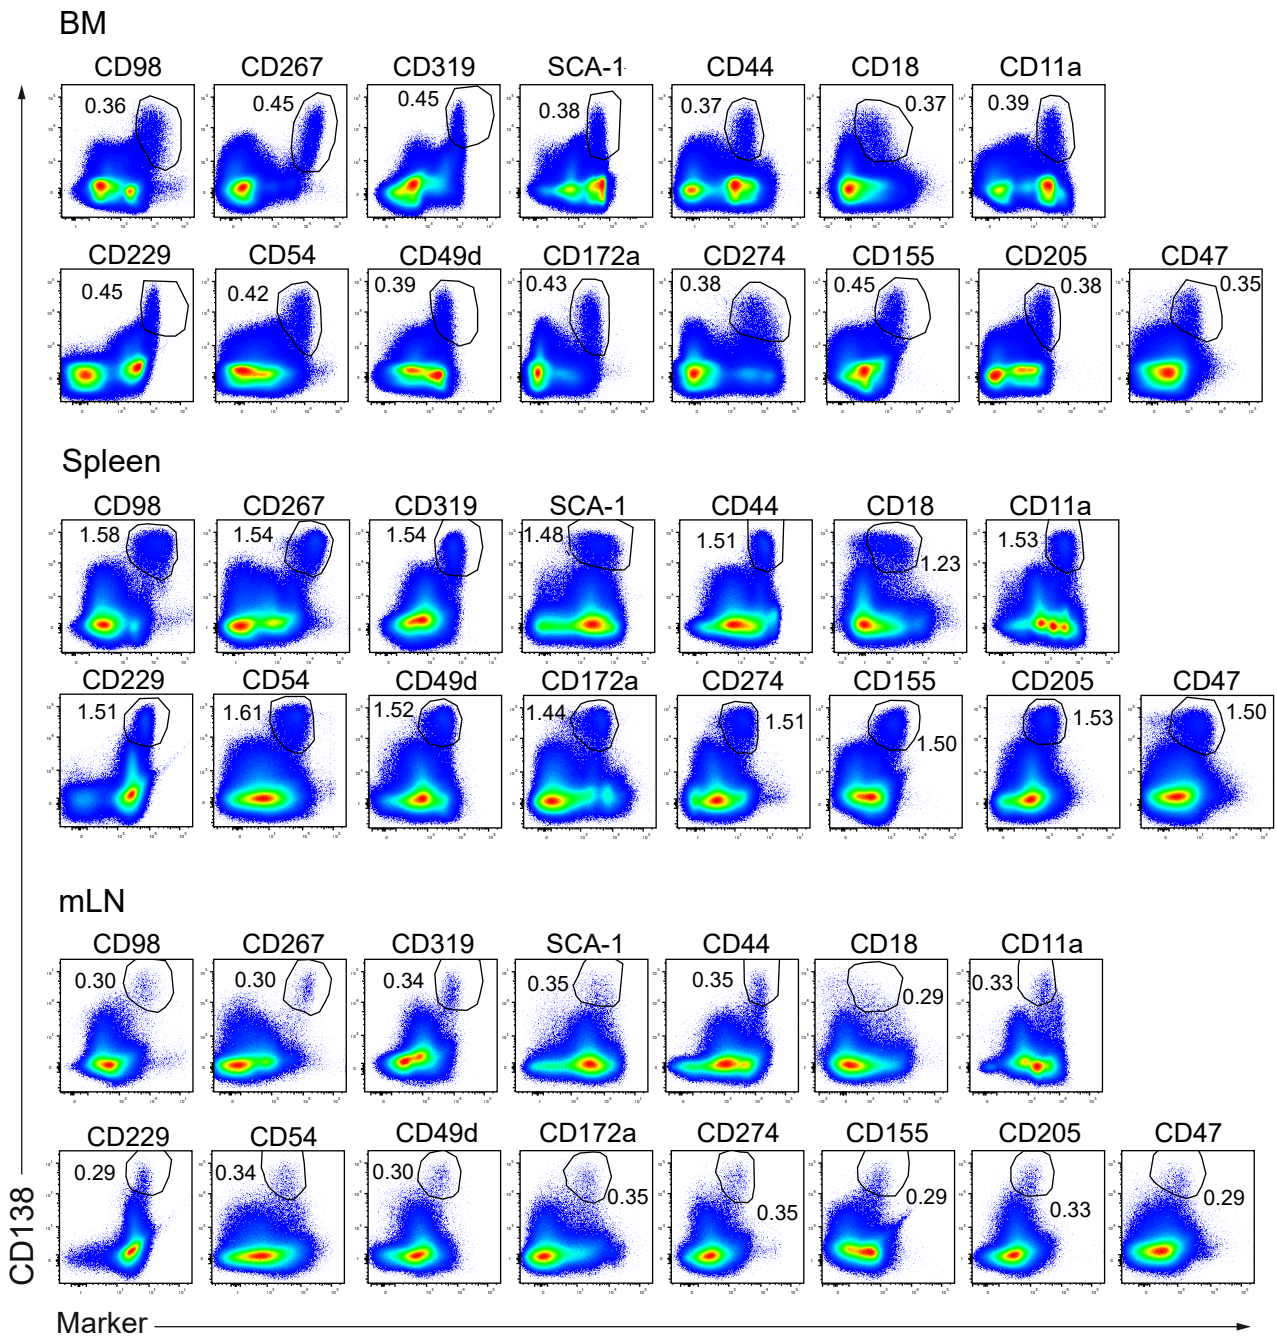 BM
CD98 CD267 CD319 SCA-1 CD44 CD18 CD11a
0.36 0.45 0.45 0.38 0.37 0.37 0.39
CD229 CD54 CD49d CD172a CD274 CD155 CD205 CD47
0.45 0.42 0.39 0.43 0.38 0.45 0.38 0.35
Spleen
CD98 CD267 CD319 SCA-1 CD44 CD18 CD11a
1.58 1.54 1.54 1.48 1.51 1.23 1.53
CD229 CD54 CD49d CD172a CD274 CD155 CD205 CD47
1.51 1.61 1.52 1.44 1.51 1.50 1.53 1.50
mLN
CD98 CD267 CD319 SCA-1 CD44 CD18 CD11a
0.30 0.30 0.34 0.35 0.35 0.29 0.33
CD229 CD54 CD49d CD172a CD274 CD155 CD205 CD47
0.29 0.34 0.30 0.35 0.35 0.29 0.33 0.29
CD138
Marker